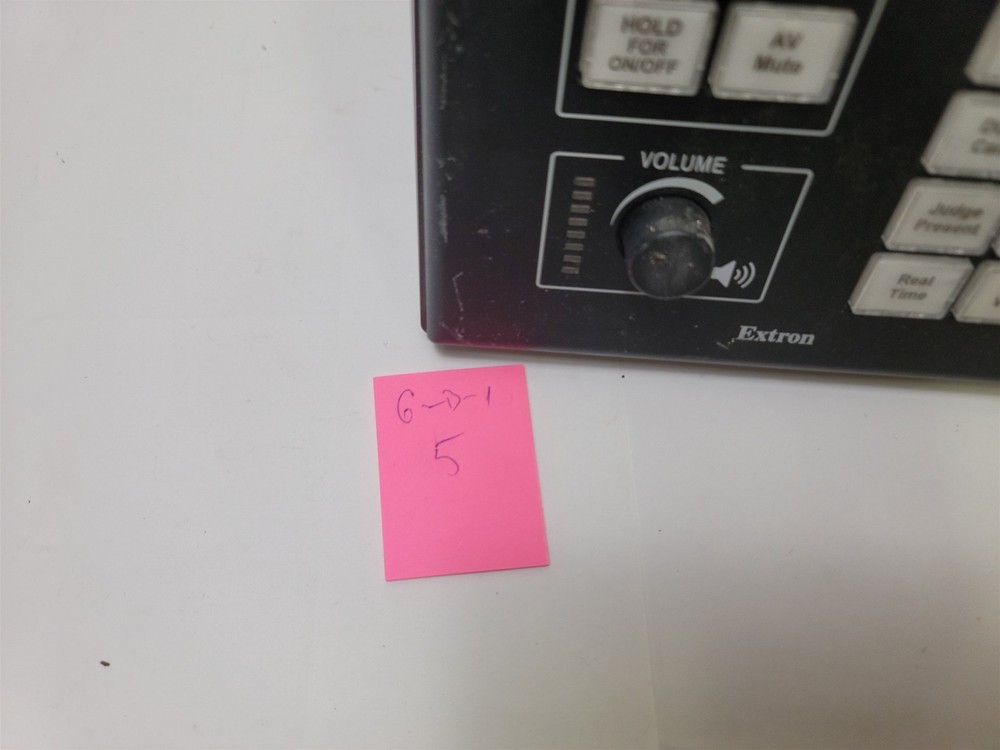 HOLD
FOR
ON/OFF
AV
Mute
VOLUME
Judge
Present
Real
Time
Extron
6-B-1
5